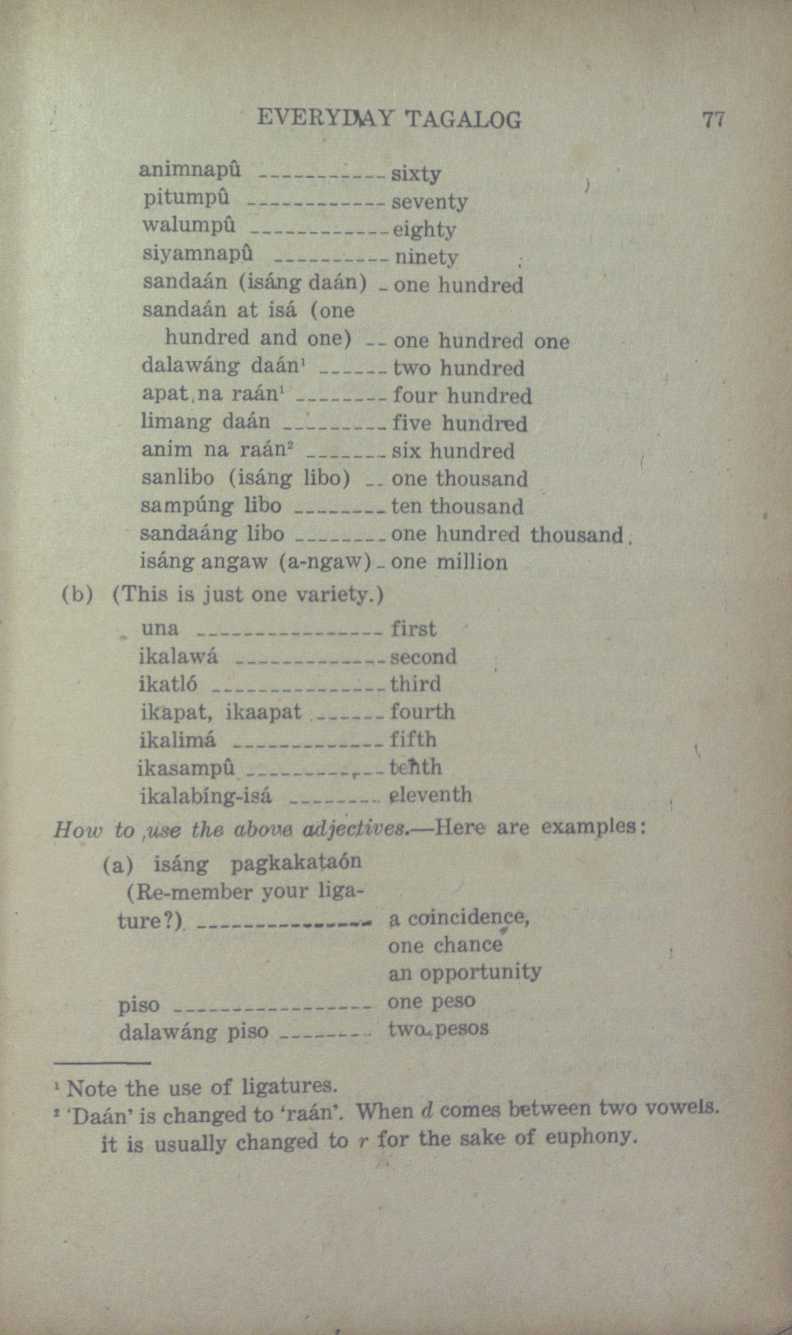 EVERYDAY TAGALOG 77
animnapû ----------- sixty
pitumpû ------------ seventy
walumpû ------------ eighty
siyamnapû ---------- ninety
sandaán (isáng daán) - one hundred
sandaán at isá (one
hundred and one) -- one hundred one
dalawáng daán¹ ------ two hundred
apat na raán¹ -------- four hundred
limang daán --------- five hundred
anim na raán² ------- six hundred
sanlibo (isáng libo) -- one thousand
sampúng libo -------- ten thousand
sandaáng libo -------- one hundred thousand.
isáng angaw (a-ngaw) - one million
(b) (This is just one variety.)
una ---------------- first
ikalawá ------------- second
ikatló --------------- third
ikapat, ikaapat ------ fourth
ikalimá ------------- fifth
ikasampû ------------ tenth
ikalabíng-isá -------- eleventh
How to use the above adjectives.—Here are examples:
(a) isáng pagkakataón
(Re-member your liga-
ture?) --------------- a coincidence,
one chance
an opportunity
piso ----------------- one peso
dalawáng piso -------- two pesos
¹ Note the use of ligatures.
² 'Daán' is changed to 'raán'. When d comes between two vowels.
it is usually changed to r for the sake of euphony.